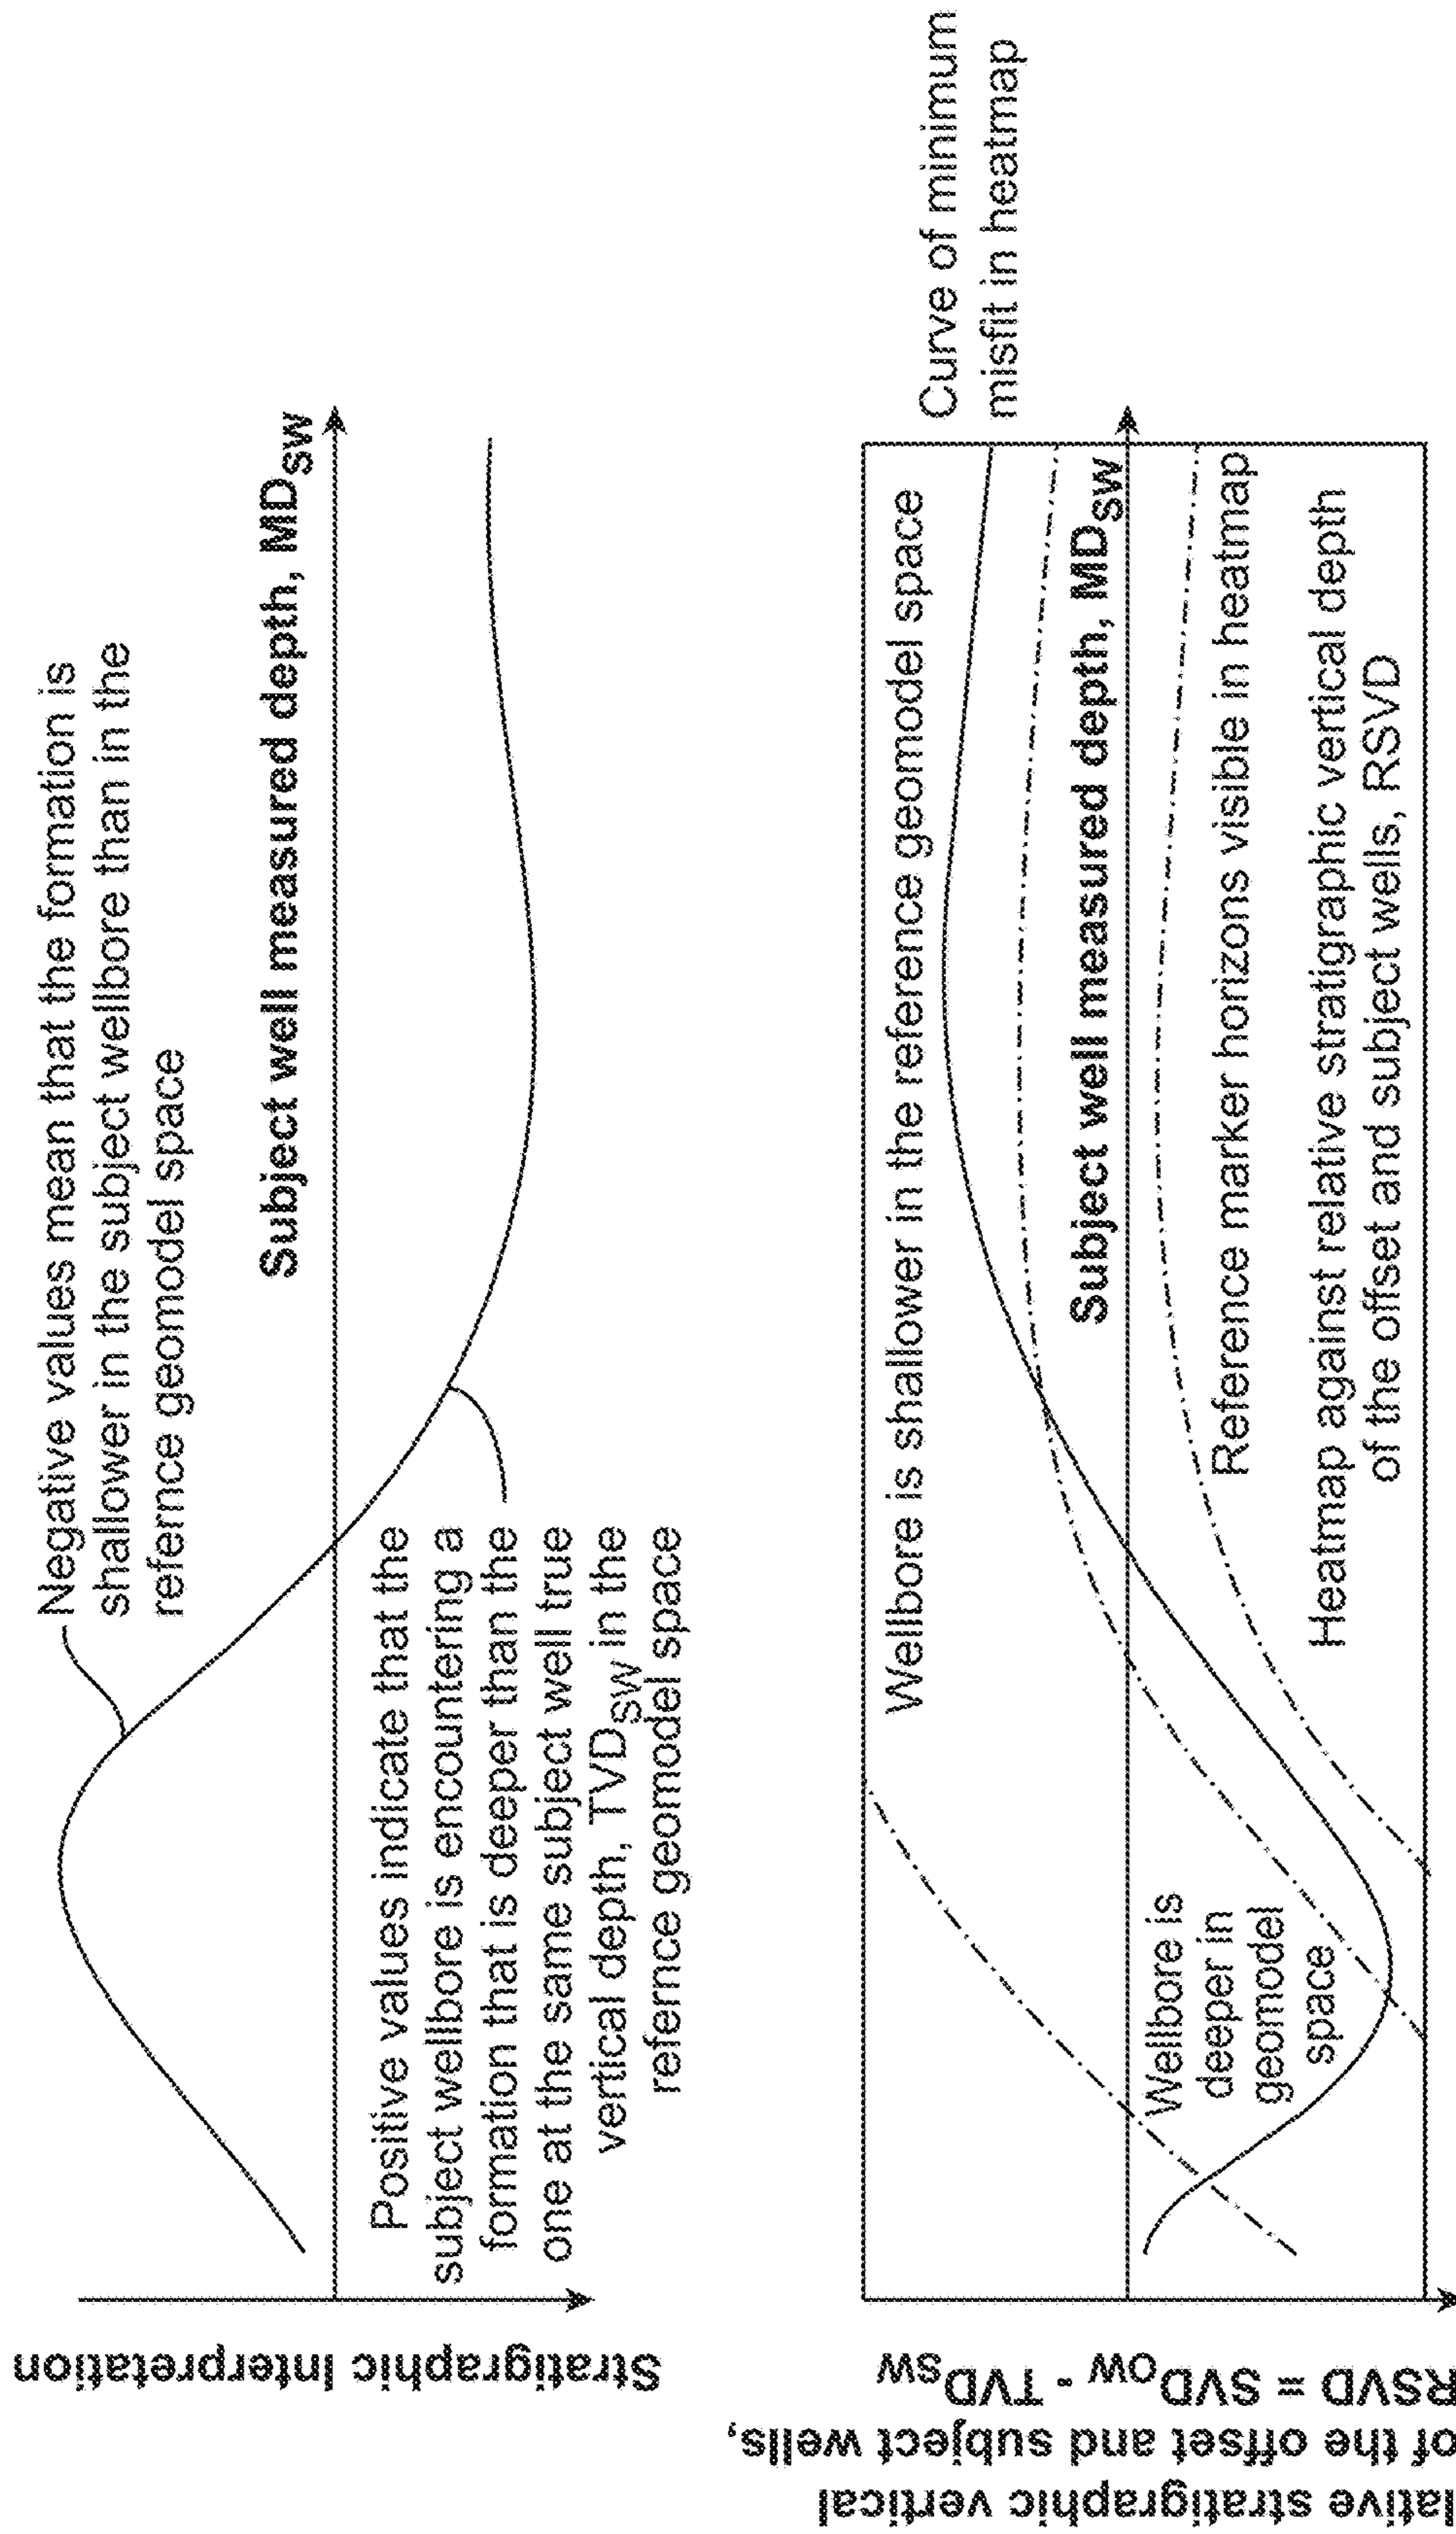 Stratigraphic Interpretation
Negative values mean that the formation is
shallower in the subject wellbore than in the
refernce geomodel space
Subject well measured depth, MDSW
Positive values indicate that the
subject wellbore is encountering a
formation that is deeper than the
one at the same subject well true
vertical depth, TVDSW in the
refernce geomodel space
lative stratigraphic vertical
of the offset and subject wells,
RSVD = SVDOW - TVDSW
Wellbore is shallower in the reference geomodel space
Curve of minimum
misfit in heatmap
Subject well measured depth, MDSW
Wellbore is
deeper in
geomodel
space
Reference marker horizons visible in heatmap
Heatmap against relative stratigraphic vertical depth
of the offset and subject wells, RSVD